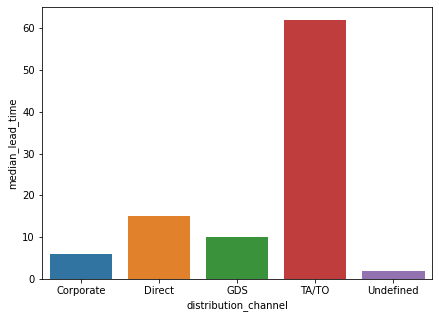 median_lead_time
60
50
40
30
20
10
0
Corporate Direct GDS TA/TO Undefined
distribution_channel